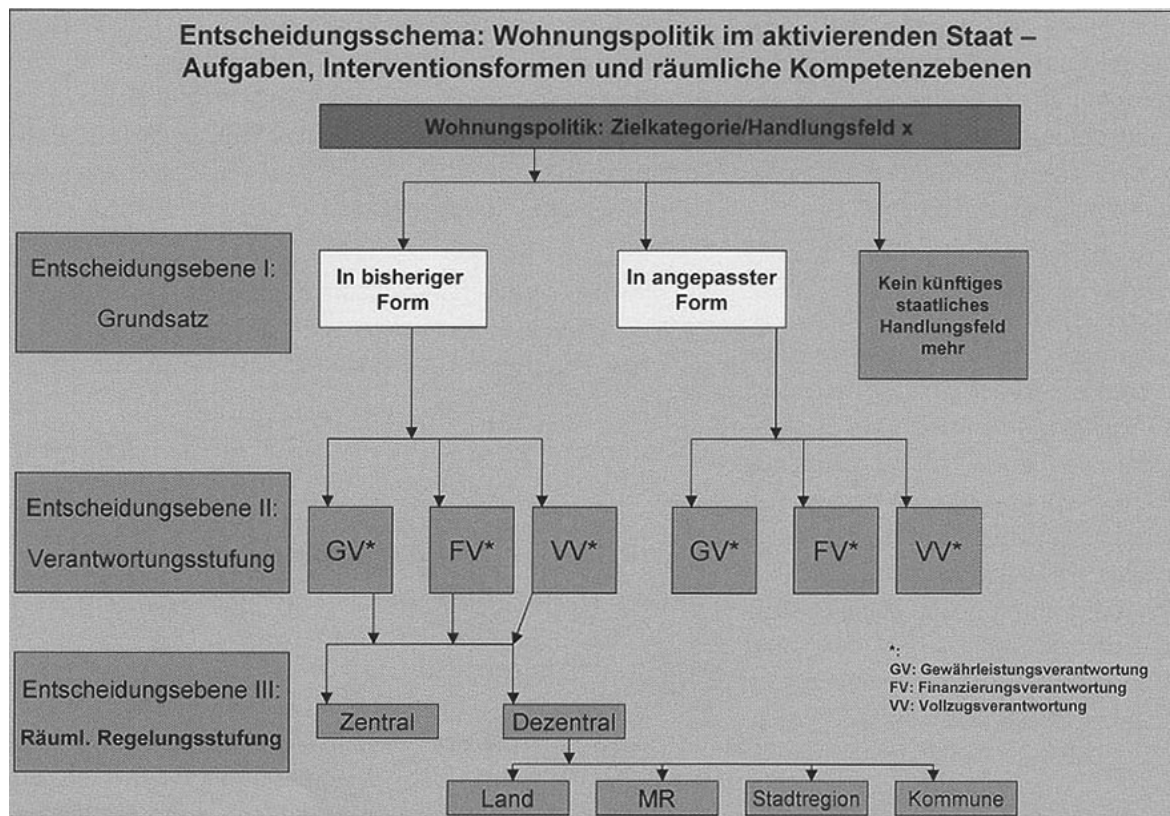 Entscheidungsschema: Wohnungspolitik im aktivierenden Staat –
Aufgaben, Interventionsformen und räumliche Kompetenzebenen
Wohnungspolitik: Zielkategorie/Handlungsfeld x
Entscheidungsebene I:
Grundsatz
In bisheriger
Form
In angepasster
Form
Kein künftiges
staatliches
Handlungsfeld
mehr
Entscheidungsebene II:
Verantwortungsstufung
GV*
FV*
VV*
GV*
FV*
VV*
*:
GV: Gewährleistungsverantwortung
FV: Finanzierungsverantwortung
VV: Vollzugsverantwortung
Entscheidungsebene III:
Räuml. Regelungsstufung
Zentral
Dezentral
Land
MR
Stadtregion
Kommune